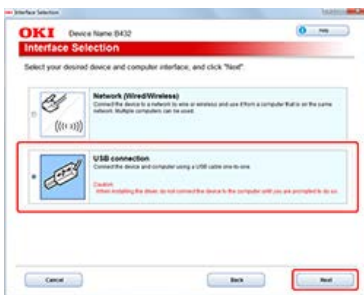 OKI Interface Selection
OKI Device Name:B432
Help
Interface Selection
Select your desired device and computer interface, and click "Next".
Network (Wired/Wireless)
Connect the device to a network by wire or wireless and use it from a computer that is on the same
network. Multiple computers can be used.
USB connection
Connect the device and computer using a USB cable one-to-one.
Caution
When installing the driver, do not connect the device to the computer until you are prompted to do so.
Cancel
Back
Next